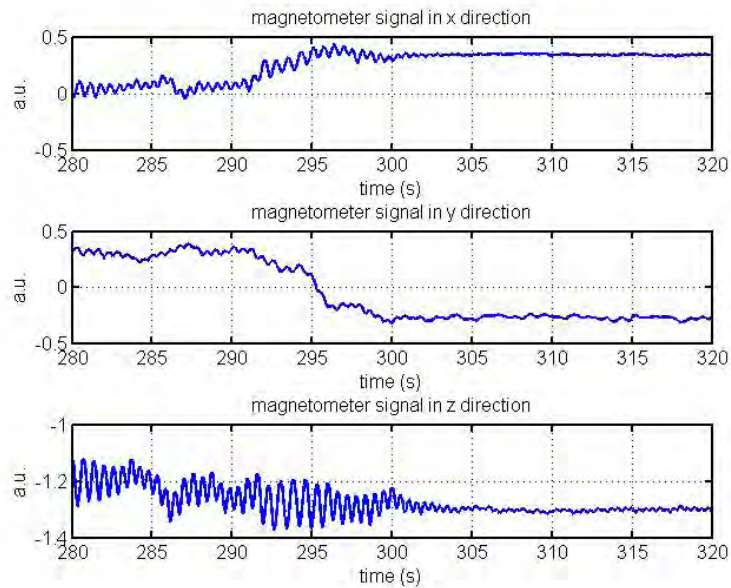 magnetometer signal in x direction
0.5
0
-0.5
a.u.
280 285 290 295 300 305 310 315 320
time (s)
magnetometer signal in y direction
0.5
0
-0.5
a.u.
280 285 290 295 300 305 310 315 320
time (s)
magnetometer signal in z direction
-1
-1.2
-1.4
a.u.
280 285 290 295 300 305 310 315 320
time (s)